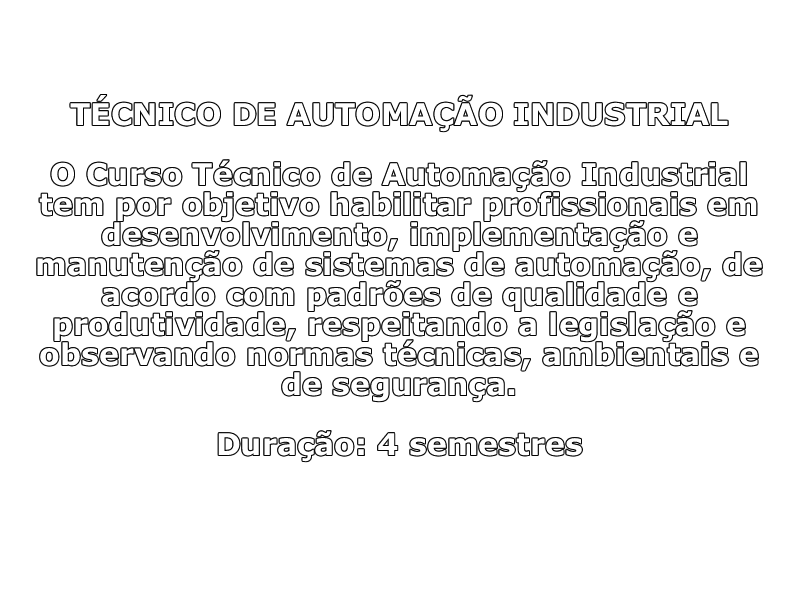 TÉCNICO DE AUTOMAÇÃO INDUSTRIAL
O Curso Técnico de Automação Industrial
tem por objetivo habilitar profissionais em
desenvolvimento, implementação e
manutenção de sistemas de automação, de
acordo com padrões de qualidade e
produtividade, respeitando a legislação e
observando normas técnicas, ambientais e
de segurança.
Duração: 4 semestres